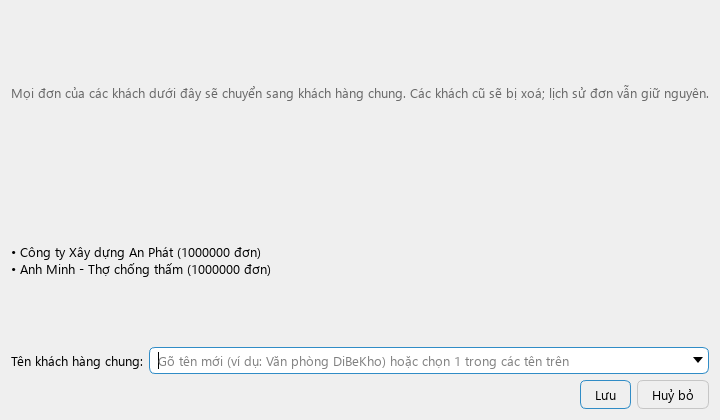 Mọi đơn của các khách dưới đây sẽ chuyển sang khách hàng chung. Các khách cũ sẽ bị xoá; lịch sử đơn vẫn giữ nguyên.
• Công ty Xây dựng An Phát (1000000 đơn)
• Anh Minh - Thợ chống thấm (1000000 đơn)
Tên khách hàng chung: Gõ tên mới (ví dụ: Văn phòng DiBeKho) hoặc chọn 1 trong các tên trên
Lưu Huỷ bỏ